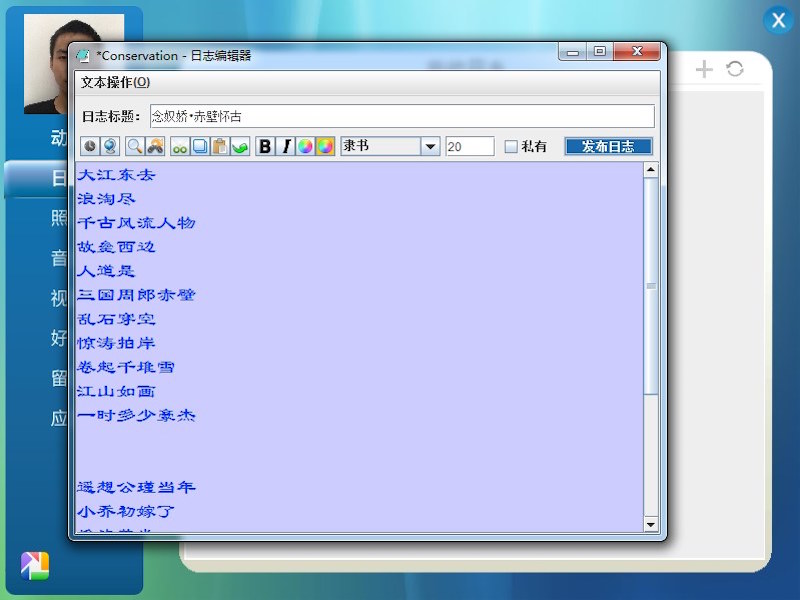 *Conservation - 日志编辑器
文本操作(O)
日志标题：
念奴娇•赤壁怀古
B I
隶书
20
私有
发布日志
大江东去
浪淘尽
千古风流人物
故垒西边
人道是
三国周郎赤壁
乱石穿空
惊涛拍岸
卷起千堆雪
江山如画
一时多少豪杰
遥想公瑾当年
小乔初嫁了
动
日
照
音
视
好
留
应